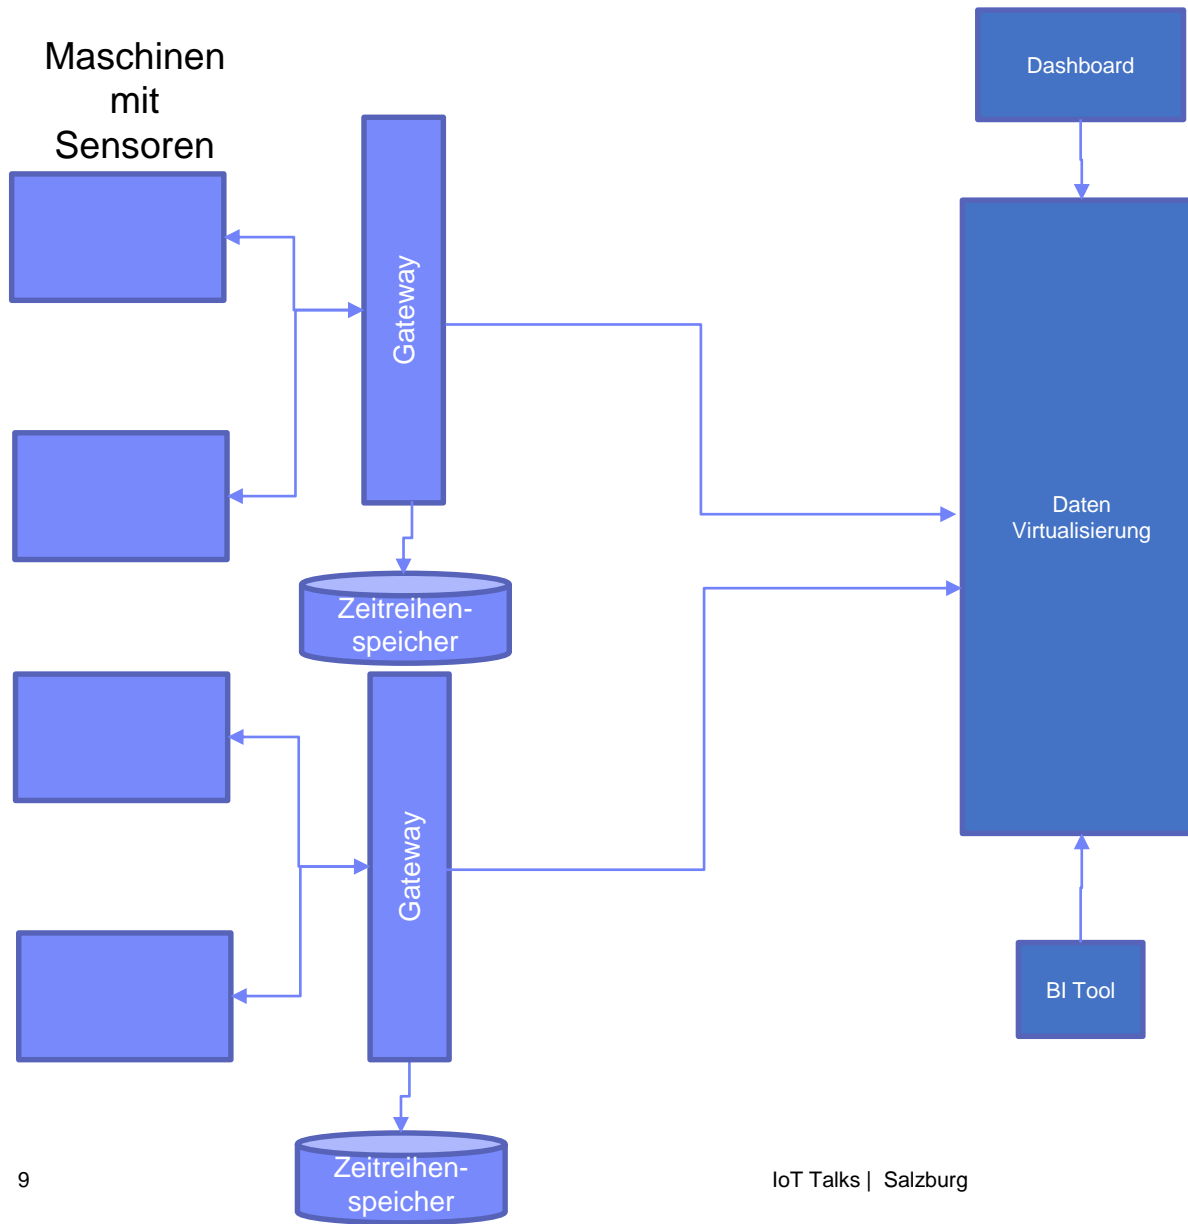 Maschinen
mit
Sensoren
Dashboard
Gateway
Daten
Virtualisierung
Zeitreihen-
speicher
Gateway
BI Tool
Zeitreihen-
speicher
9
IoT Talks | Salzburg